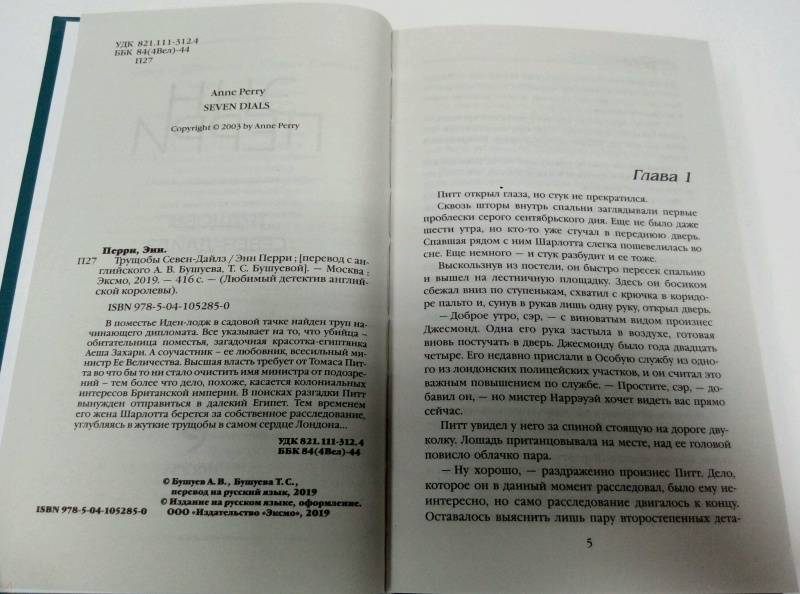 УДК 821.111-312.4
ББК 84(4Вел)-44
П27
Anne Perry
SEVEN DIALS
Copyright © 2003 by Anne Perry
Перри, Энн.
П27 Трущобы Севен-Дайлз / Энн Перри ; [перевод с ан-
глийского А. В. Бушуева, Т. С. Бушуевой]. — Москва :
Эксмо, 2019. — 416 с. — (Любимый детектив англий-
ской королевы).
ISBN 978-5-04-105285-0
В поместье Иден-лодж в садовой тачке найден труп на-
чинающего дипломата. Все указывает на то, что убийца –
обитательница поместья, загадочная красотка-египтянка
Аеша Захари. А соучастник – ее любовник, всесильный ми-
нистр Ее Величества. Высшая власть требует от Томаса Пит-
та во что бы то ни стало очистить имя министра от подозре-
ний – тем более что дело, похоже, касается колониальных
интересов Британской империи. В поисках разгадки Питт
вынужден отправиться в далекий Египет. Тем временем
его жена Шарлотта берется за собственное расследование,
углубляясь в жуткие трущобы в самом сердце Лондона...
УДК 821.111-312.4
ББК 84(4Вел)-44
© Бушуев А. В., Бушуева Т. С.,
перевод на русский язык, 2019
© Издание на русском языке, оформление.
ISBN 978-5-04-105285-0 ООО «Издательство «Эксмо», 2019
Глава 1
Питт открыл глаза, но стук не прекратился.
Сквозь шторы внутрь спальни заглядывали первые
проблески серого сентябрьского дня. Еще не было даже
шести утра, но кто-то уже стучал в переднюю дверь.
Спавшая рядом с ним Шарлотта слегка пошевелилась во
сне. Еще немного — и стук разбудит и ее тоже.
Выскользнув из постели, он быстро пересек спальню
и вышел на лестничную площадку. Здесь он босиком
сбежал вниз по ступенькам, схватил с крючка в коридо-
ре пальто и, сунув в рукав лишь одну руку, открыл дверь.
— Доброе утро, сэр, — с виноватым видом произнес
Джесмонд. Одна его рука застыла в воздухе, готовая
вновь постучать в дверь. Джесмонду было года двадцать
четыре. Его недавно прислали в Особую службу из одно-
го из лондонских полицейских участков, и он считал это
важным повышением по службе. — Простите, сэр, — до-
бавил он, — но мистер Наррэуэй хочет видеть вас прямо
сейчас.
Питт увидел у него за спиной стоящую на дороге дву-
колку. Лошадь пританцовывала на месте, над ее головой
повисло облачко пара.
— Ну хорошо, — раздраженно произнес Питт. Дело,
которое он в данный момент расследовал, было ему не-
интересно, но само расследование двигалось к концу.
Оставалось выяснить лишь пару второстепенных дета-
5